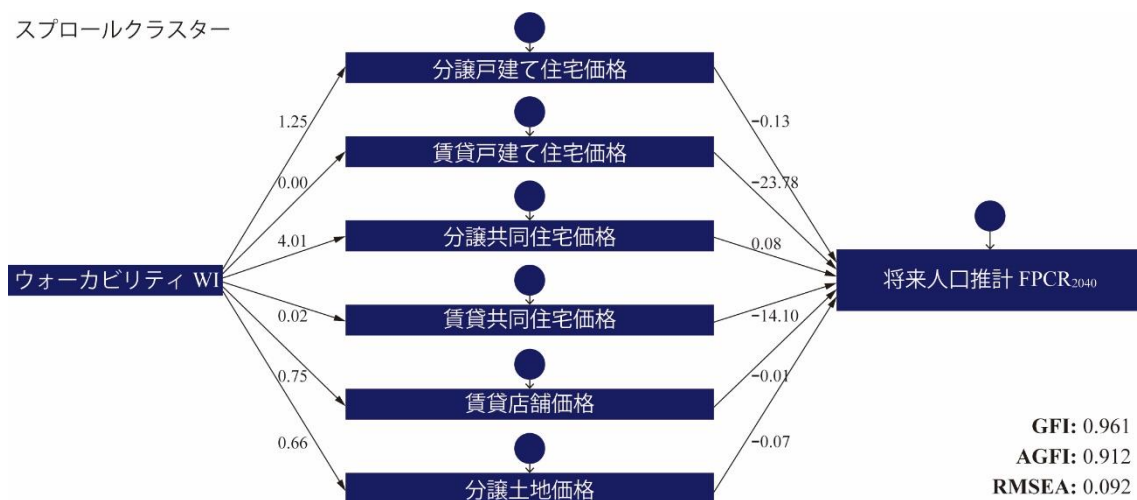 スプロールクラスター
分譲戸建て住宅価格
1.25
−0.13
賃貸戸建て住宅価格
0.00
−23.78
分譲共同住宅価格
4.01
0.08
ウォーカビリティ WI
将来人口推計 FPCR₂₀₄₀
賃貸共同住宅価格
0.02
−14.10
賃貸店舗価格
0.75
−0.01
分譲土地価格
0.66
−0.07
GFI: 0.961
AGFI: 0.912
RMSEA: 0.092